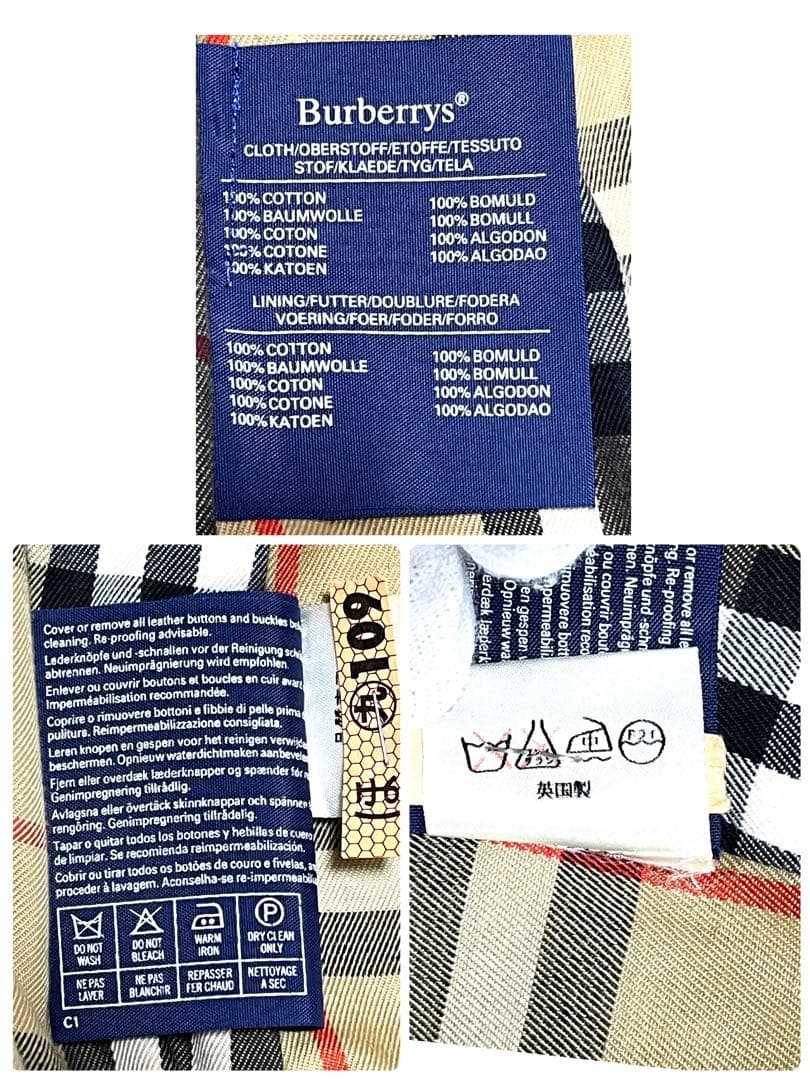 Burberrys®
CLOTH/OBERSTOFF/ETOFFE/TESSUTO
STOF/KLAEDE/TYG/TELA
100% COTTON
100% BAUMWOLLE
100% COTON
100% COTONE
100% KATOEN
100% BOMULD
100% BOMULL
100% ALGODON
100% ALGODAO
LINING/FUTTER/DOUBLURE/FODERA
VOERING/FOER/FODER/FORRO
100% COTTON
100% BAUMWOLLE
100% COTON
100% COTONE
100% KATOEN
100% BOMULD
100% BOMULL
100% ALGODON
100% ALGODAO
Cover or remove all leather buttons and buckles
cleaning. Re-proofing advisable.
Lederknöpfe und -schnallen vor der Reinigung
abtrennen. Neuimprägnierung wird empfohlen.
Enlever ou couvrir boutons et boucles en cuir avant
Imperméabilisation recommandée.
Coprire o rimuovere bottoni e fibbie di pelle prima
pulitura. Reimpermeabilizzazione consigliata.
Leren knopen en gespen voor het reinigen
beschermen. Opnieuw waterdichtmaken
Fjern eller overdæk læderknapper og spænder før
Genimpregnering tilrådlig.
Avlagsna eller övertäck skinnknappar och spännen
rengöring. Genimpregnering tillrådelig.
Tapar o quitar todos los botones y hebillas de cuero
de limpiar. Se recomienda reimpermeabilización.
Cobrir ou tirar todos os botões de couro e fivelas,
proceder à lavagem. Aconselha-se
DO NOT WASH
DO NOT BLEACH
WARM IRON
P
DRY CLEAN ONLY
NE PAS LAVER
NE PAS BLANCHIR
REPASSER FER CHAUD
NETTOYAGE A SEC
C1
109
英国製